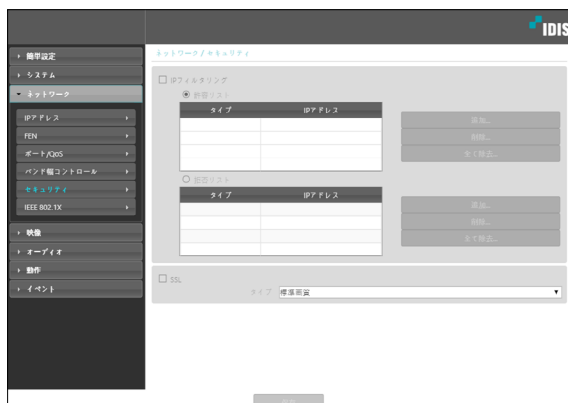 IDIS
簡単設定
システム
ネットワーク
IPアドレス
FEN
ポート/QoS
バンド幅コントロール
セキュリティ
IEEE 802.1X
映像
オーディオ
動作
イベント
ネットワーク/セキュリティ
IPフィルタリング
許容リスト
タイプ IPアドレス
追加...
削除...
全て除去...
拒否リスト
タイプ IPアドレス
追加...
削除...
全て除去...
SSL
タイプ 標準画質